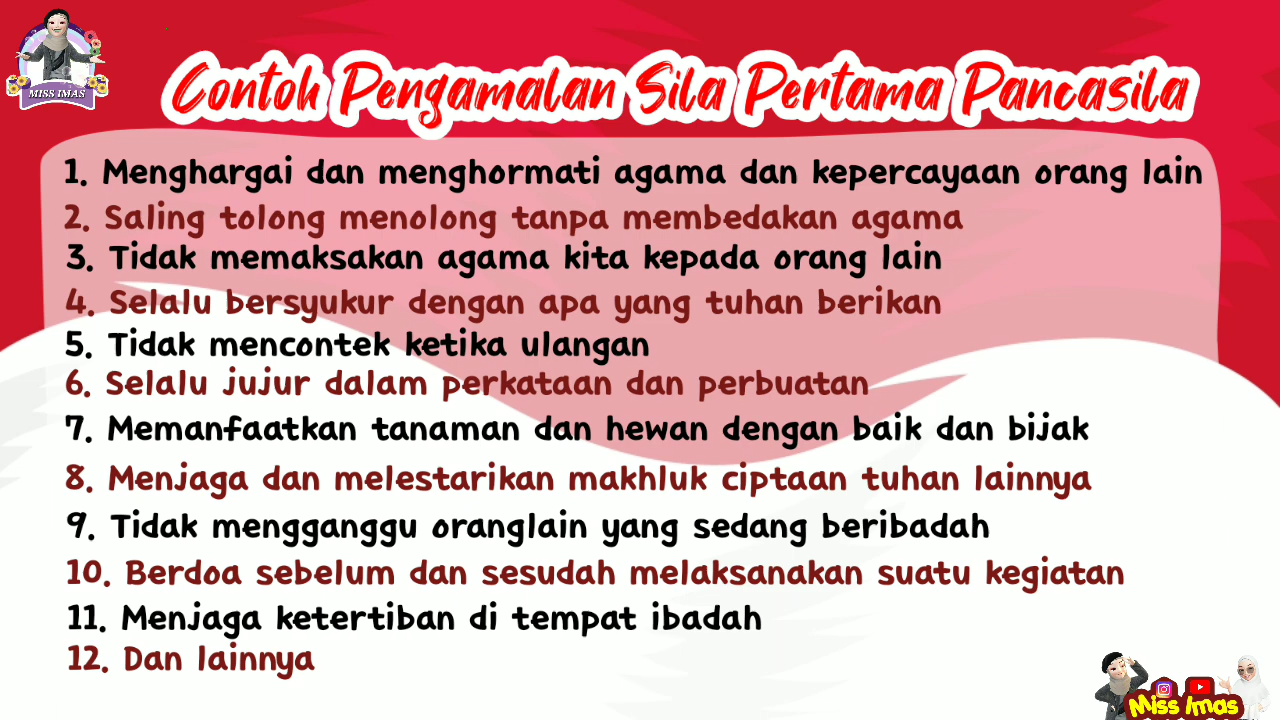 MISS IMAS
Contoh Pengamalan Sila Pertama Pancasila
1. Menghargai dan menghormati agama dan kepercayaan orang lain
2. Saling tolong menolong tanpa membedakan agama
3. Tidak memaksakan agama kita kepada orang lain
4. Selalu bersyukur dengan apa yang tuhan berikan
5. Tidak mencontek ketika ulangan
6. Selalu jujur dalam perkataan dan perbuatan
7. Memanfaatkan tanaman dan hewan dengan baik dan bijak
8. Menjaga dan melestarikan makhluk ciptaan tuhan lainnya
9. Tidak mengganggu oranglain yang sedang beribadah
10. Berdoa sebelum dan sesudah melaksanakan suatu kegiatan
11. Menjaga ketertiban di tempat ibadah
12. Dan lainnya
Miss Imas